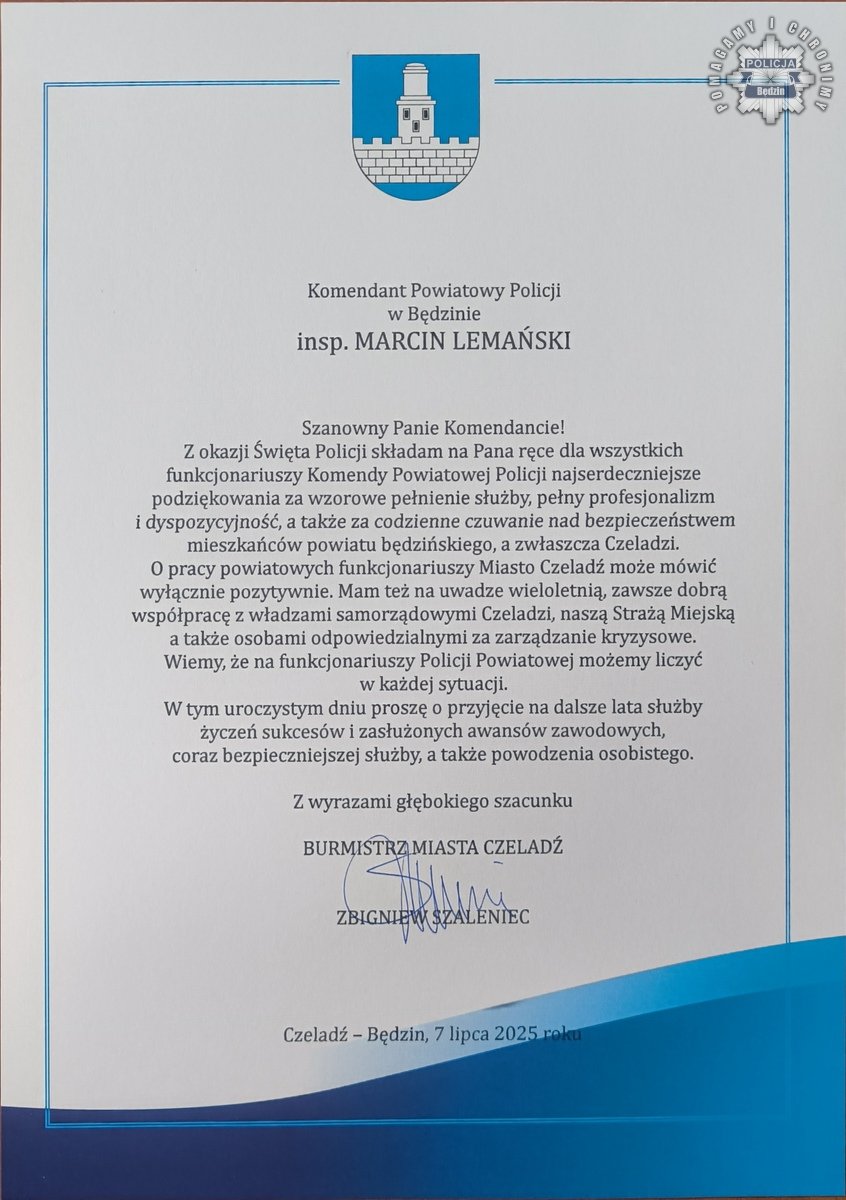 POMAGAMY I CHRONIMY
POLICJA
Będzin
Komendant Powiatowy Policji
w Będzinie
insp. MARCIN LEMAŃSKI
Szanowny Panie Komendancie!
Z okazji Święta Policji składam na Pana ręce dla wszystkich
funkcjonariuszy Komendy Powiatowej Policji najserdeczniejsze
podziękowania za wzorowe pełnienie służby, pełny profesjonalizm
i dyspozycyjność, a także za codzienne czuwanie nad bezpieczeństwem
mieszkańców powiatu będzińskiego, a zwłaszcza Czeladzi.
O pracy powiatowych funkcjonariuszy Miasto Czeladź może mówić
wyłącznie pozytywnie. Mam też na uwadze wieloletnią, zawsze dobrą
współpracę z władzami samorządowymi Czeladzi, naszą Strażą Miejską
a także osobami odpowiedzialnymi za zarządzanie kryzysowe.
Wiemy, że na funkcjonariuszy Policji Powiatowej możemy liczyć
w każdej sytuacji.
W tym uroczystym dniu proszę o przyjęcie na dalsze lata służby
życzeń sukcesów i zasłużonych awansów zawodowych,
coraz bezpieczniejszej służby, a także powodzenia osobistego.
Z wyrazami głębokiego szacunku
BURMISTRZ MIASTA CZELADŹ
ZBIGNIEW SZALENIEC
Czeladź – Będzin, 7 lipca 2025 roku